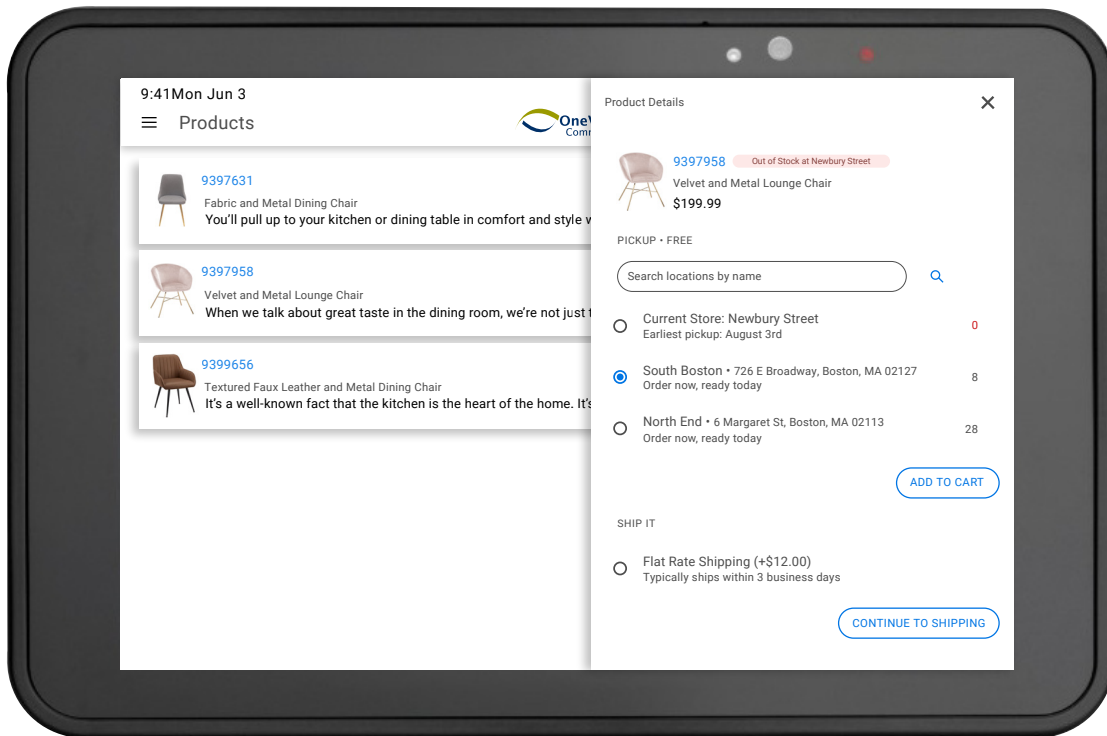 9:41Mon Jun 3
Products
One
Comm
9397631
Fabric and Metal Dining Chair
You’ll pull up to your kitchen or dining table in comfort and style w
9397958
Velvet and Metal Lounge Chair
When we talk about great taste in the dining room, we’re not just t
9399656
Textured Faux Leather and Metal Dining Chair
It’s a well-known fact that the kitchen is the heart of the home. It’s
Product Details
9397958 Out of Stock at Newbury Street
Velvet and Metal Lounge Chair
$199.99
PICKUP • FREE
Search locations by name
Current Store: Newbury Street
Earliest pickup: August 3rd
0
South Boston • 726 E Broadway, Boston, MA 02127
Order now, ready today
8
North End • 6 Margaret St, Boston, MA 02113
Order now, ready today
28
ADD TO CART
SHIP IT
Flat Rate Shipping (+$12.00)
Typically ships within 3 business days
CONTINUE TO SHIPPING